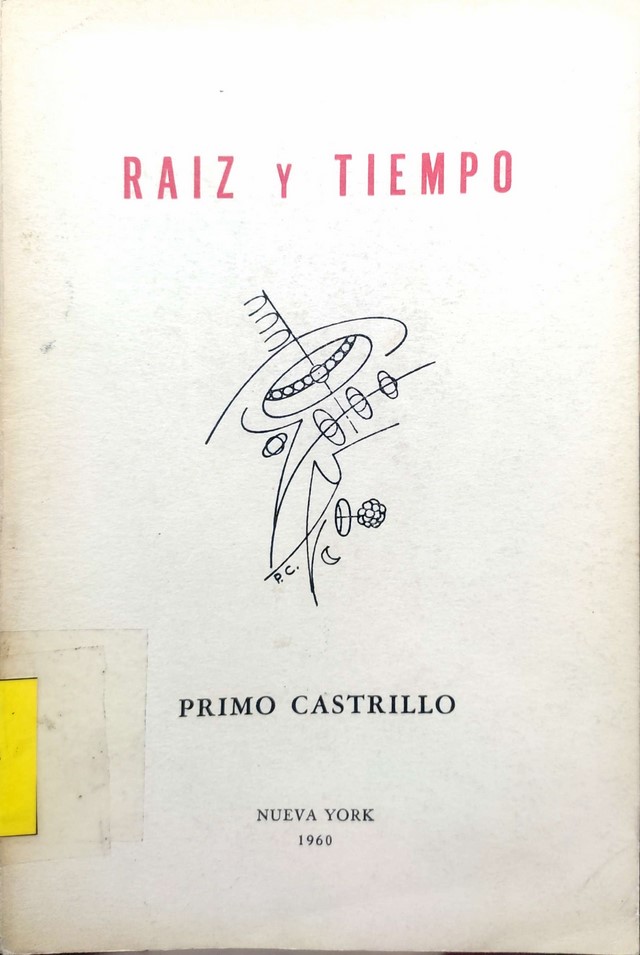 RAIZ Y TIEMPO
P.C.
PRIMO CASTRILLO
NUEVA YORK
1960